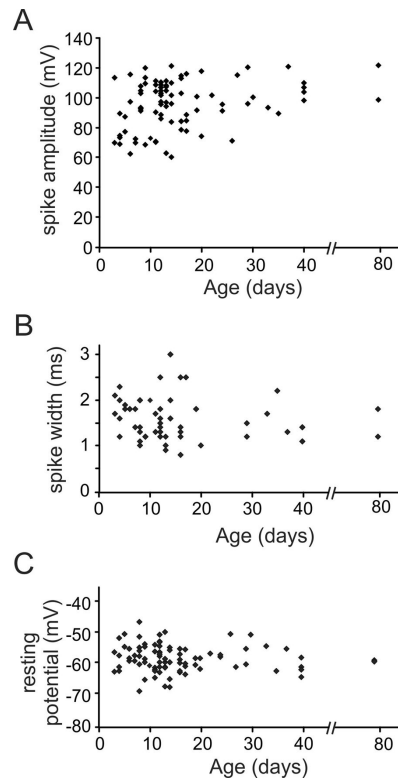 A
spike amplitude (mV)
140
120
100
80
60
40
20
0
0 10 20 30 40 80
Age (days)
B
spike width (ms)
3
2
1
0
0 10 20 30 40 80
Age (days)
C
resting
potential (mV)
-40
-50
-60
-70
-80
0 10 20 30 40 80
Age (days)